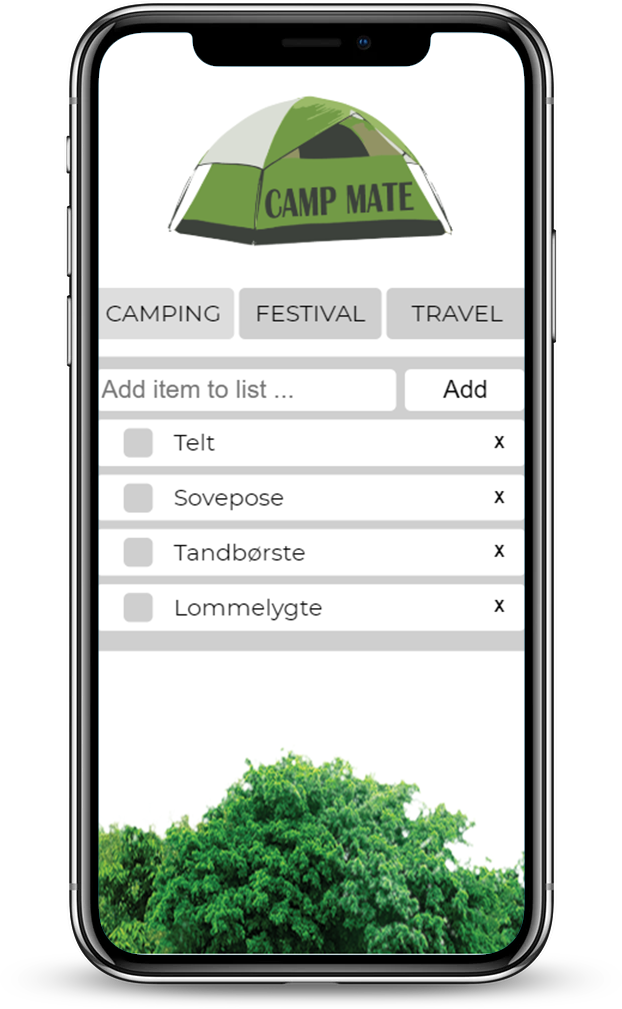 CAMP MATE
CAMPING FESTIVAL TRAVEL
Add item to list ... Add
Telt x
Sovepose x
Tandbørste x
Lommelygte x